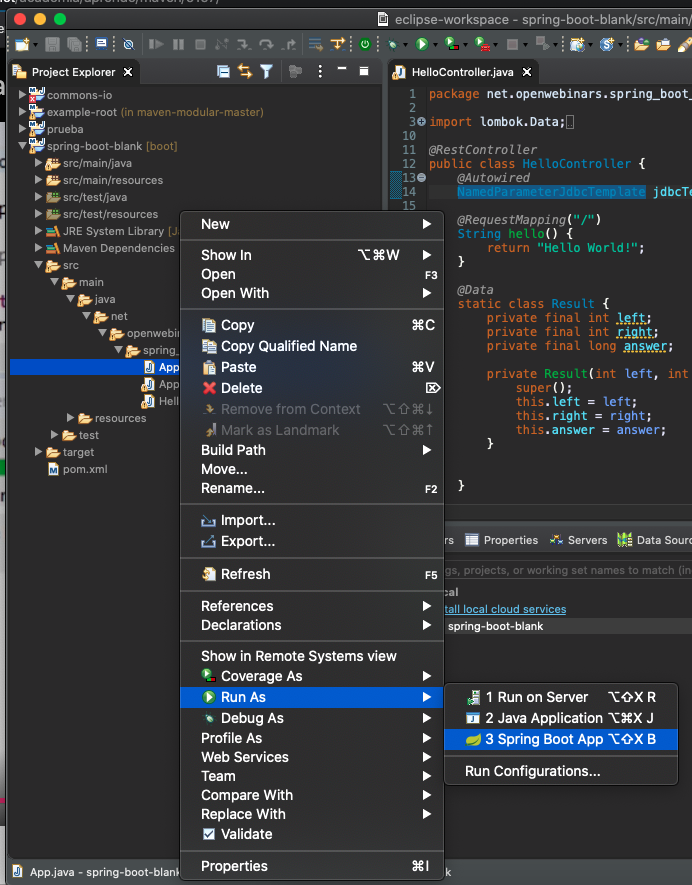 eclipse-workspace - spring-boot-blank/src/main/
Project Explorer
commons-io
example-root (in maven-modular-master)
prueba
spring-boot-blank [boot]
src/main/java
src/main/resources
src/test/java
src/test/resources
JRE System Library
Maven Dependencies
src
main
java
net
App
App
resources
test
target
pom.xml
HelloController.java
1 package net.openwebinars.spring_boot_
2
3 import lombok.Data;
10
11 @RestController
12 public class HelloController {
13 @Autowired
14 NamedParameterJdbcTemplate
15
@RequestMapping("/")
String hello() {
return "Hello World!";
}
@Data
static class Result {
private final int left;
private final int right;
private final long answer;
private Result(int left, int
super();
this.left = left;
this.right = right;
this.answer = answer;
}
}
New
Show In ⌥⌘W
Open F3
Open With
Copy ⌘C
Copy Qualified Name
Paste ⌘V
Delete ⌦
Remove from Context ⌥⇧⌘↓
Mark as Landmark ⌥⇧⌘↑
Build Path
Move...
Rename... F2
Import...
Export...
Refresh F5
References
Declarations
Show in Remote Systems view
Coverage As
Run As
Debug As
Profile As
Web Services
Team
Compare With
Replace With
Validate
Properties ⌘I
1 Run on Server ⌥⇧X R
2 Java Application ⌥⌘X J
3 Spring Boot App ⌥⇧X B
Run Configurations...
Properties Servers Data Sour
projects, or working set names to match (in
local cloud services
spring-boot-blank
App.java - spring-boot-blank